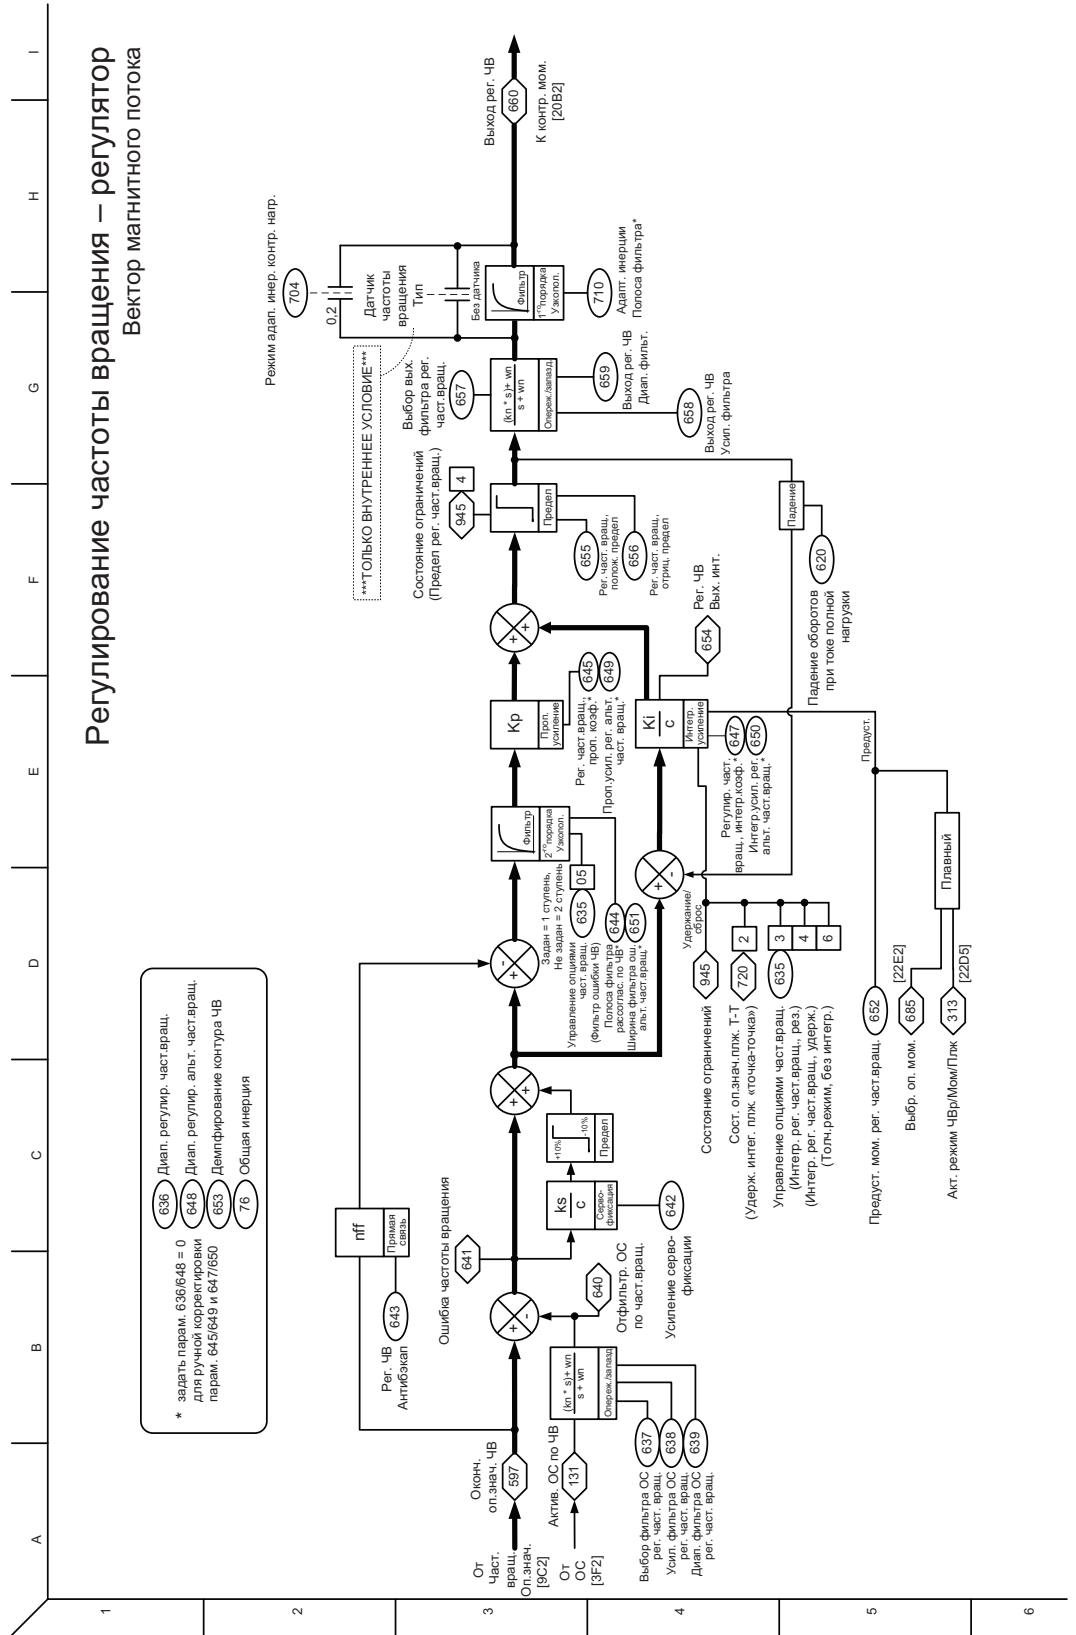 Регулирование частоты вращения – регулятор
Вектор магнитного потока
A
B
C
D
E
F
G
H
I
1
2
3
4
5
6
* задать парам. 636/648 = 0
для ручной корректировки
парам. 645/649 и 647/650
636 Диап. регулир. част.вращ.
648 Диап. регулир. альт. част.вращ.
653 Демпфирование контура ЧВ
76 Общая инерция
Режим адап. инер. контр. нагр.
704
0,2
Датчик
частоты
вращения
Тип
***ТОЛЬКО ВНУТРЕННЕЕ УСЛОВИЕ***
Без датчика
nff
Прямая
связь
643
Рег. ЧВ
Антибэкап
От
Част.
вращ.
Оп.знач.
[9C2]
Оконч.
оп.знач. ЧВ
597
+
-
Ошибка частоты вращения
641
+
+
+
-
Фильтр
2-го порядка
Узкопол.
Задан = 1 ступень,
Не задан = 2 ступень
635
05
Управление опциями
част. вращ.
(Фильтр ошибки ЧВ)
644
Полоса фильтра
рассоглас. по ЧВ*
651
Ширина фильтра ош.
альт. част.вращ.*
Kp
Проп.
усиление
Рег. част.вращ.,
проп. коэф.*
645
649
Проп.усил. рег. альт.
част. вращ.*
+
+
Состояние ограничений
(Предел рег. част.вращ.)
945
4
Предел
655
Рег. част. вращ.,
полож. предел
656
Рег. част. вращ.,
отриц. предел
Выбор вых.
фильтра рег.
част.вращ.
657
(kn * s)+ wn
s + wn
Опереж./запазд.
659
Выход рег. ЧВ
Диап. фильт.
658
Выход рег. ЧВ
Усил. фильтра
Фильтр
1-го порядка
Узкопол.
710
Адапт. инерции
Полоса фильтра*
Выход рег. ЧВ
660
К контр. мом.
[20B2]
От
ОС
[3F2]
Актив. ОС по ЧВ
131
(kn * s)+ wn
s + wn
Опереж./запазд.
637
638
639
Выбор фильтра ОС
рег. част. вращ.
Усил. фильтра ОС
рег. част. вращ.
Диап. фильтра ОС
рег. част. вращ.
640
Отфильтр. ОС
по част.вращ.
ks
с
Серво-
фиксация
642
Усиление серво-
фиксации
+10%
-10%
Предел
+
-
Ki
с
Интегр.
усиление
Рег. ЧВ
Вых. инт.
654
647
650
Регулир. част.
вращ., интегр.коэф.*
Интегр.усил. рег.
альт. част.вращ.*
Удержание/
сброс
Предуст.
Падение
620
Падение оборотов
при токе полной
нагрузки
945
Состояние ограничений
720
2
Сост. оп.знач.плж. Т-Т
(Удерж. интег. плж. «точка-точка»)
635
3
4
6
Управление опциями част.вращ.
(Интегр. рег. част.вращ., рез.)
(Интегр. рег. част.вращ., удерж.)
(Толч.режим, без интегр.)
652
Предуст. мом. рег. част.вращ.
685
Выбр. оп. мом.
[22E2]
313
Акт. режим ЧВр/Мом/Плж
[22D5]
Плавный